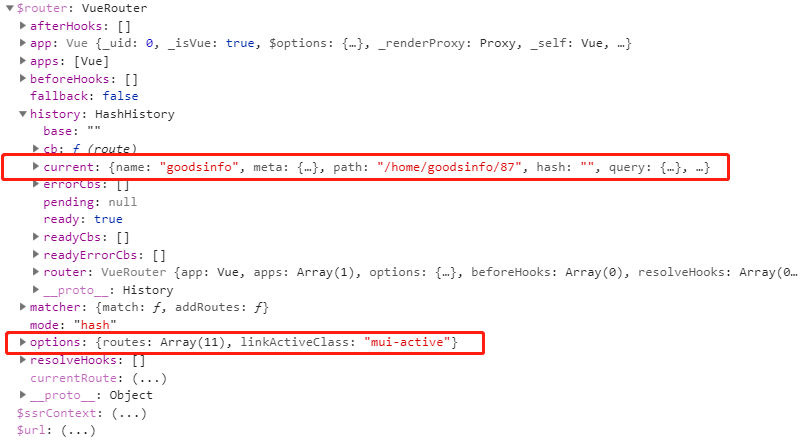 $router: VueRouter
afterHooks: []
app: Vue {_uid: 0, _isVue: true, $options: {…}, _renderProxy: Proxy, _self: Vue, …}
apps: [Vue]
beforeHooks: []
fallback: false
history: HashHistory
base: ""
cb: ƒ (route)
current: {name: "goodsinfo", meta: {…}, path: "/home/goodsinfo/87", hash: "", query: {…}, …}
errorCbs: []
pending: null
ready: true
readyCbs: []
readyErrorCbs: []
router: VueRouter {app: Vue, apps: Array(1), options: {…}, beforeHooks: Array(0), resolveHooks: Array(0…
__proto__: History
matcher: {match: ƒ, addRoutes: ƒ}
mode: "hash"
options: {routes: Array(11), linkActiveClass: "mui-active"}
resolveHooks: []
currentRoute: (...)
__proto__: Object
$ssrContext: (...)
$url: (...)